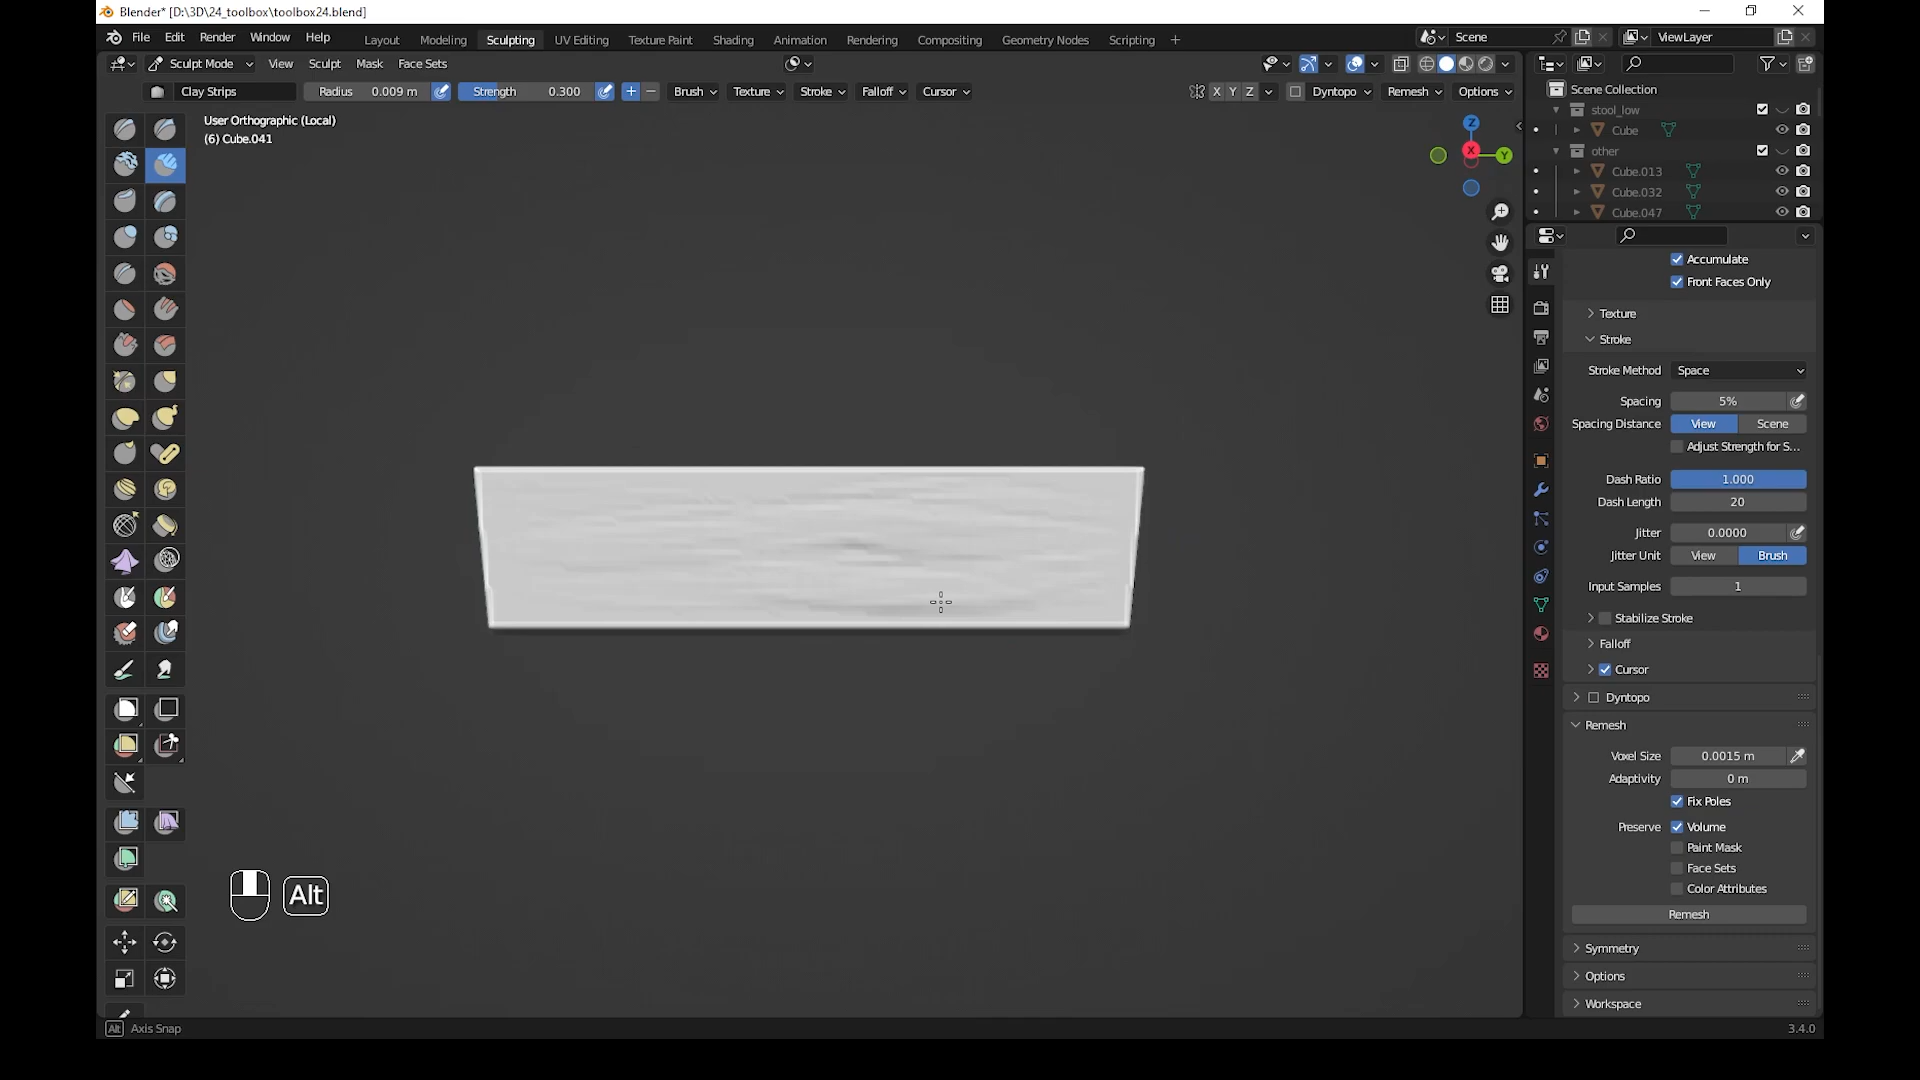 Blender* [D:\3D\24_toolbox\toolbox24.blend]
File Edit Render Window Help Layout Modeling Sculpting UV Editing Texture Paint Shading Animation Rendering Compositing Geometry Nodes Scripting + Scene ViewLayer
Sculpt Mode View Sculpt Mask Face Sets
Clay Strips Radius 0.009 m Strength 0.300 Brush Texture Stroke Falloff Cursor X Y Z Dyntopo Remesh Options
User Orthographic (Local)
(6) Cube.041
Z
X
Y
Scene Collection
stool_low
Cube
other
Cube.013
Cube.032
Cube.047
Accumulate
Front Faces Only
Texture
Stroke
Stroke Method Space
Spacing 5%
Spacing Distance View Scene
Adjust Strength for S...
Dash Ratio 1.000
Dash Length 20
Jitter 0.0000
Jitter Unit View Brush
Input Samples 1
Stabilize Stroke
Falloff
Cursor
Dyntopo
Remesh
Voxel Size 0.0015 m
Adaptivity 0 m
Fix Poles
Preserve Volume
Paint Mask
Face Sets
Color Attributes
Remesh
Symmetry
Options
Workspace
Alt
Alt Axis Snap 3.4.0